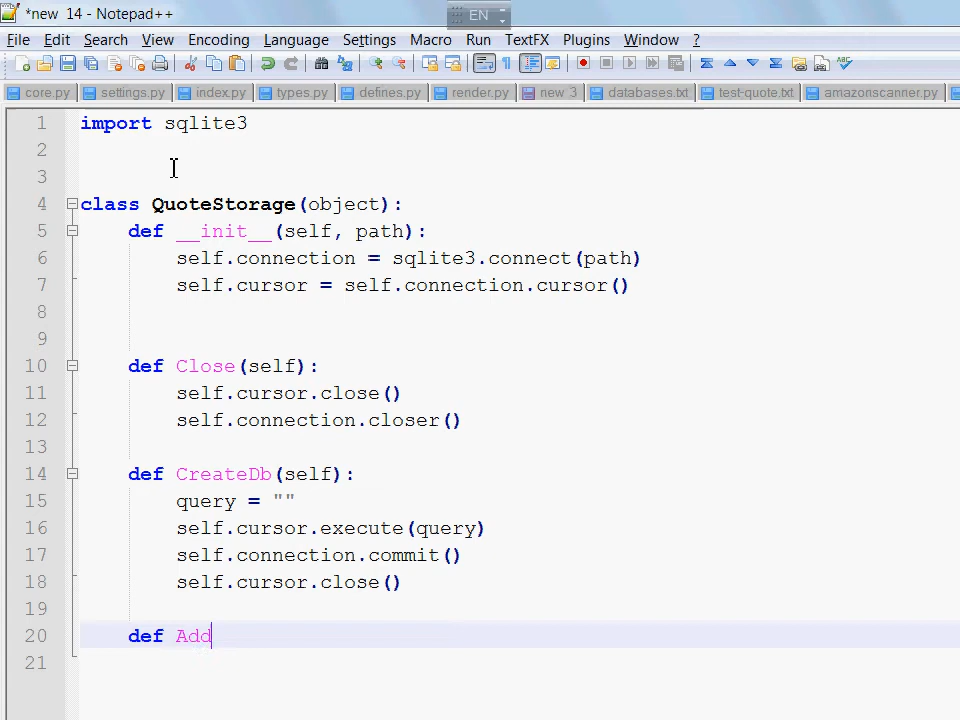 *new 14 - Notepad++
EN
File Edit Search View Encoding Language Settings Macro Run TextFX Plugins Window ?
core.py settings.py index.py types.py defines.py render.py new 3 databases.txt test-quote.txt amazonscanner.py
1 import sqlite3
2
3
4 class QuoteStorage(object):
5 def __init__(self, path):
6 self.connection = sqlite3.connect(path)
7 self.cursor = self.connection.cursor()
8
9
10 def Close(self):
11 self.cursor.close()
12 self.connection.closer()
13
14 def CreateDb(self):
15 query = ""
16 self.cursor.execute(query)
17 self.connection.commit()
18 self.cursor.close()
19
20 def Add
21